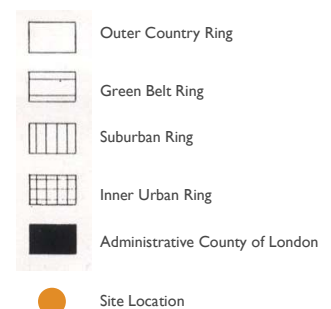 Outer Country Ring
Green Belt Ring
Suburban Ring
Inner Urban Ring
Administrative County of London
Site Location